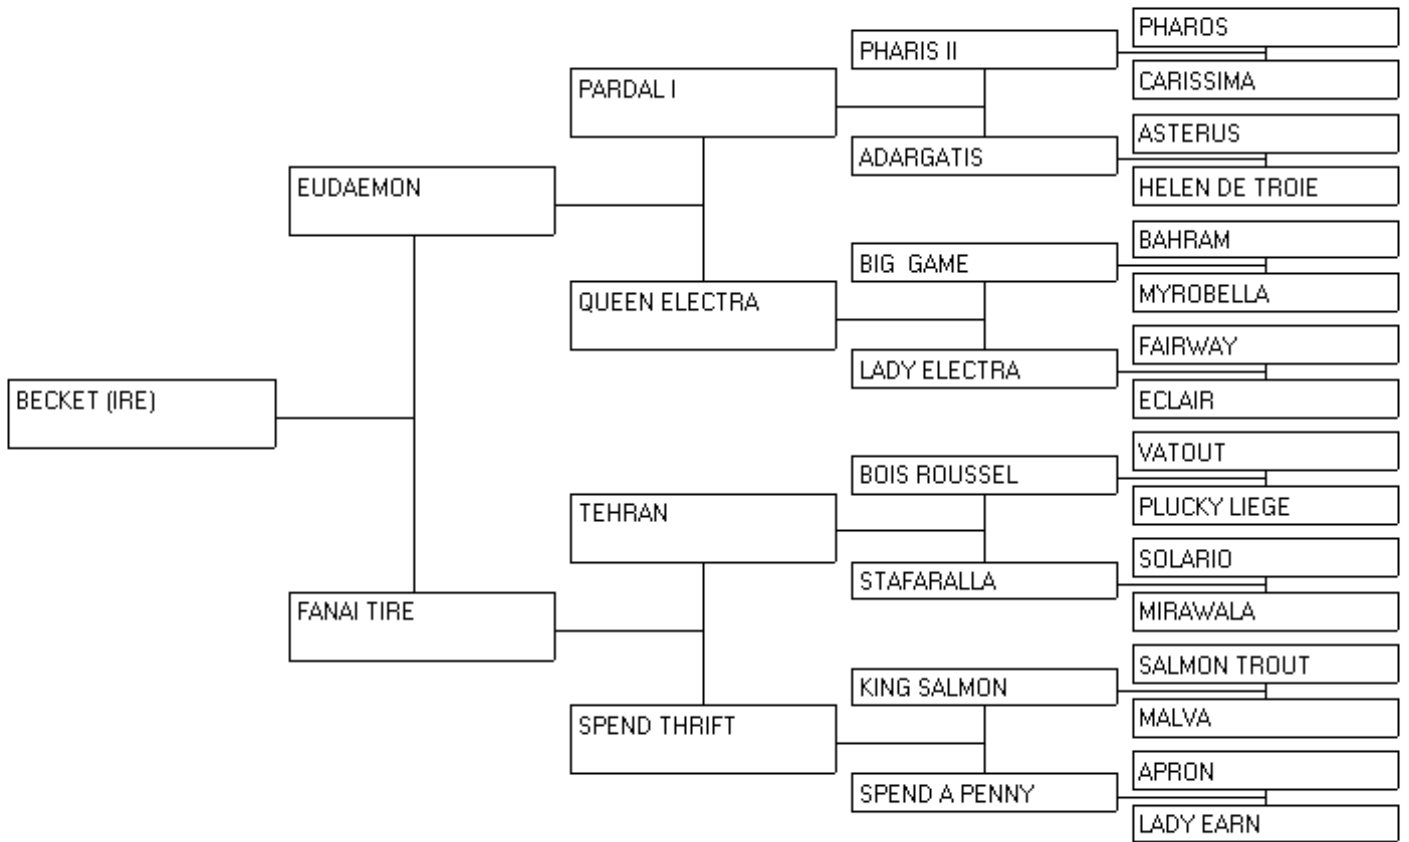 PHAROS
PHARIS II
CARISSIMA
PARDAL I
ASTERUS
ADARGATIS
HELEN DE TROIE
EUDAEMON
BAHRAM
BIG  GAME
MYROBELLA
QUEEN ELECTRA
FAIRWAY
LADY ELECTRA
ECLAIR
BECKET (IRE)
VATOUT
BOIS ROUSSEL
PLUCKY LIEGE
TEHRAN
SOLARIO
STAFARALLA
MIRAWALA
FANAI TIRE
SALMON TROUT
KING SALMON
MALVA
SPEND THRIFT
APRON
SPEND A PENNY
LADY EARN